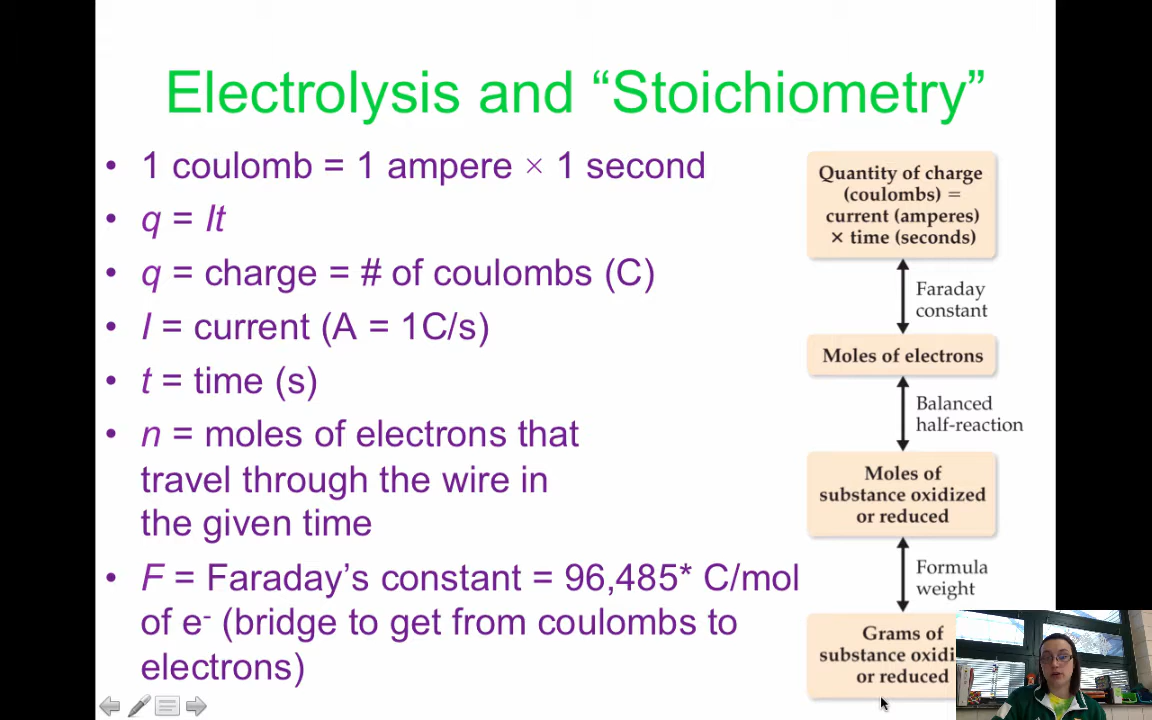 Electrolysis and “Stoichiometry”
• 1 coulomb = 1 ampere × 1 second
• q = It
• q = charge = # of coulombs (C)
• I = current (A = 1C/s)
• t = time (s)
• n = moles of electrons that
travel through the wire in
the given time
• F = Faraday’s constant = 96,485* C/mol
of e- (bridge to get from coulombs to
electrons)
Quantity of charge
(coulombs) =
current (amperes)
× time (seconds)
Faraday
constant
Moles of electrons
Balanced
half-reaction
Moles of
substance oxidized
or reduced
Formula
weight
Grams of
substance oxidi
or reduced